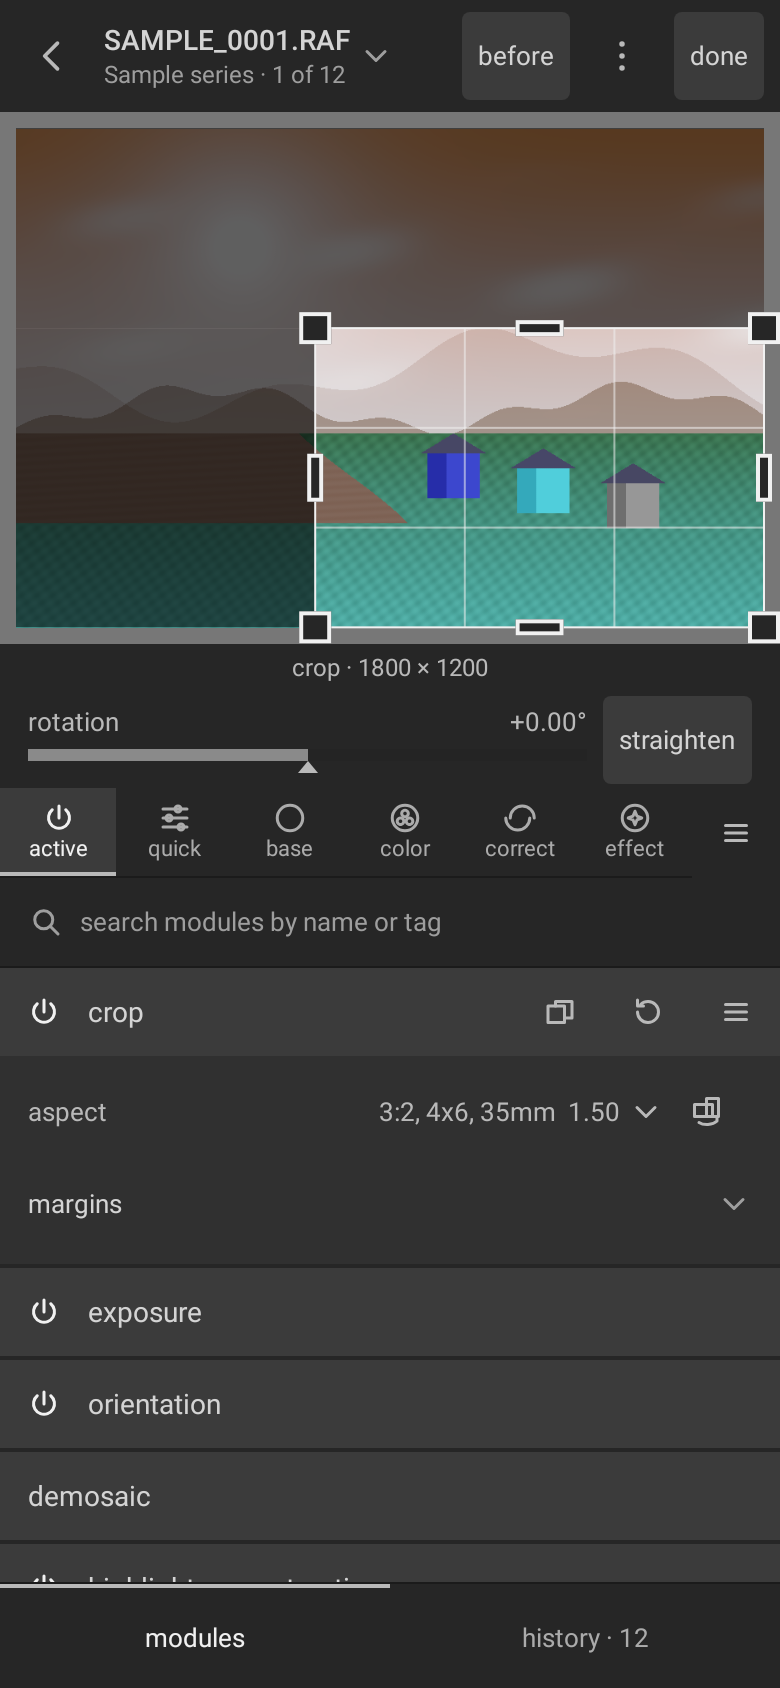 SAMPLE_0001.RAF
Sample series · 1 of 12
before
done
crop · 1800 × 1200
rotation
+0.00°
straighten
active
quick
base
color
correct
effect
search modules by name or tag
crop
aspect
3:2, 4x6, 35mm 1.50
margins
exposure
orientation
demosaic
modules
history · 12